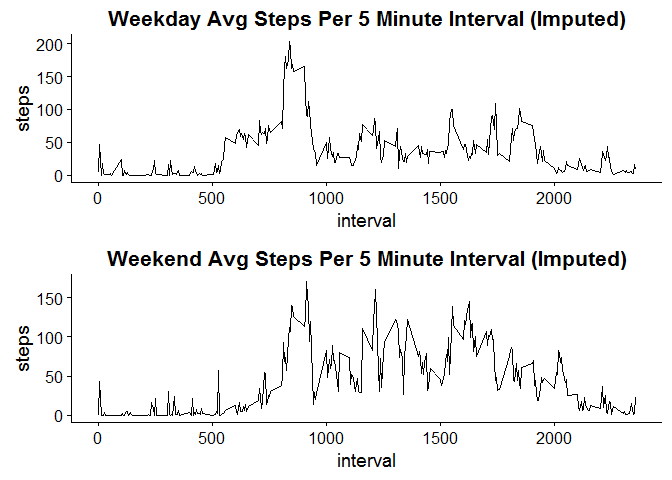 Weekday Avg Steps Per 5 Minute Interval (Imputed)
200
150
100
50
0
steps
0 500 1000 1500 2000
interval
Weekend Avg Steps Per 5 Minute Interval (Imputed)
150
100
50
0
steps
0 500 1000 1500 2000
interval